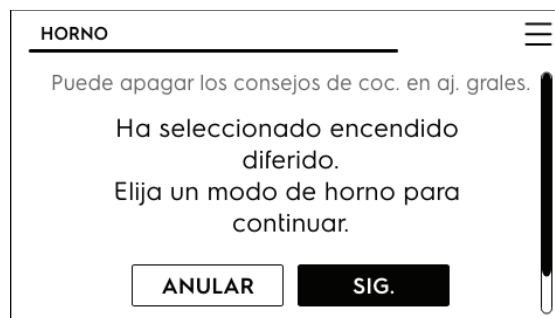 HORNO
Puede apagar los consejos de coc. en aj. grales.
Ha seleccionado encendido
diferido.
Elija un modo de horno para
continuar.
ANULAR SIG.